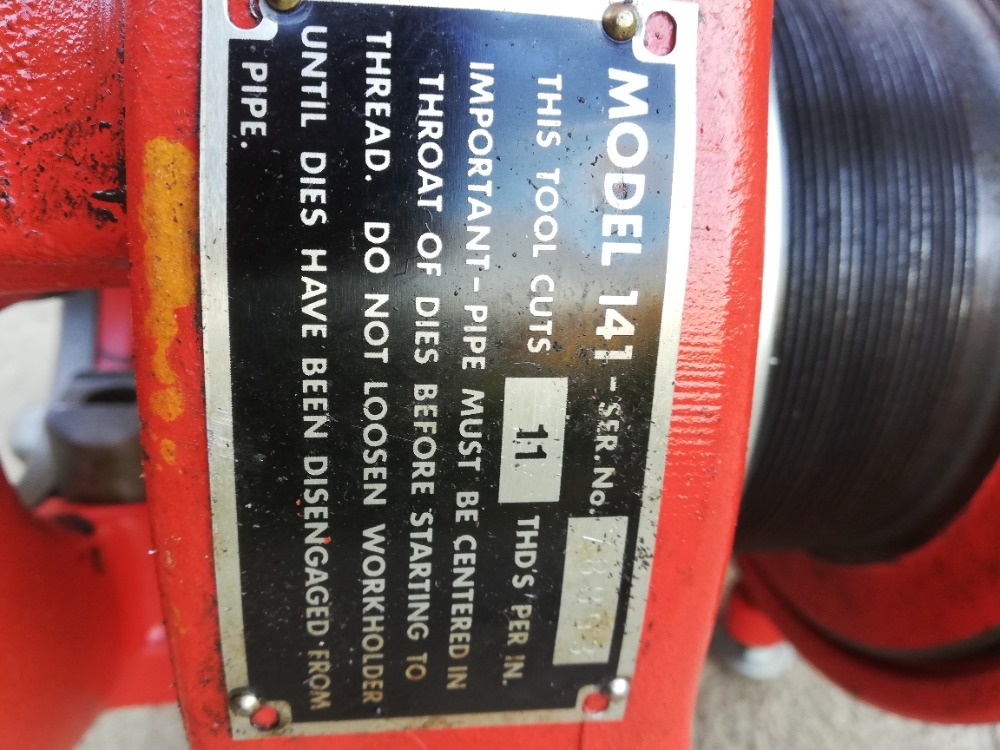 MODEL 141-SER. No.
THIS TOOL CUTS 11 THD'S PER IN.
IMPORTANT-PIPE MUST BE CENTERED IN
THROAT OF DIES BEFORE STARTING TO
THREAD. DO NOT LOOSEN WORKHOLDER
UNTIL DIES HAVE BEEN DISENGAGED FROM
PIPE.